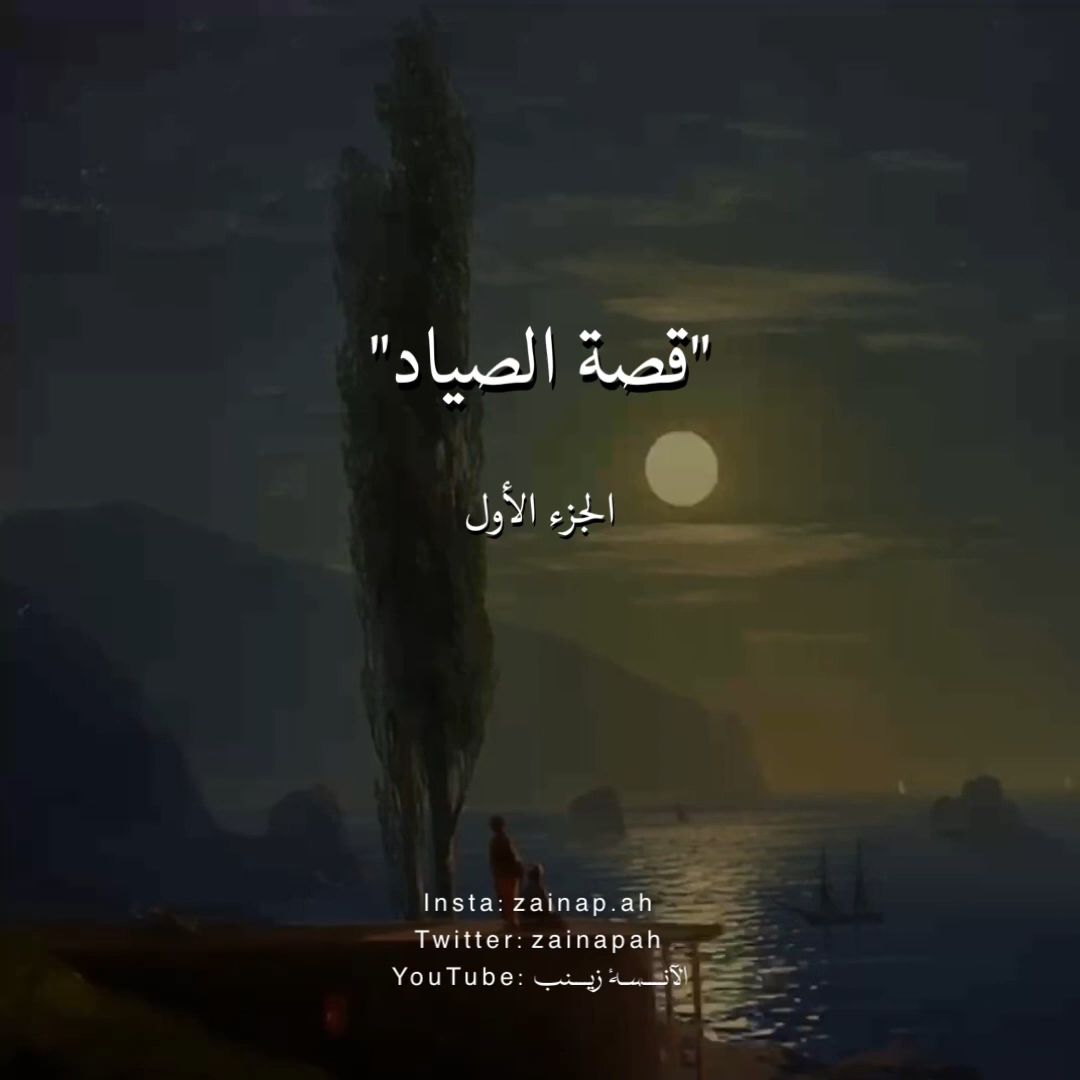 "قصة الصياد"
الجزء الأول
Insta: zainap.ah
Twitter: zainapah
YouTube: الآنسة زينب